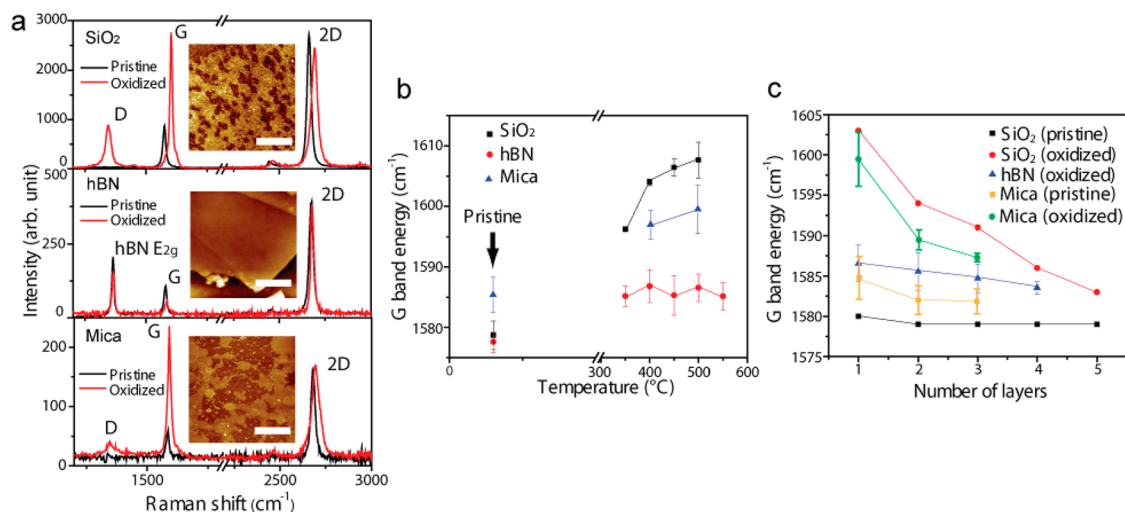 a
3000
2000
1000
0
SiO₂
Pristine
Oxidized
D
G
2D
500
250
0
hBN
Pristine
Oxidized
hBN E2g
G
2D
200
100
0
Mica
Pristine
Oxidized
D
G
2D
Intensity (arb. unit)
1500
2500
3000
Raman shift (cm⁻¹)
b
SiO₂
hBN
Mica
Pristine
1610
1600
1590
1580
G band energy (cm⁻¹)
0
300
400
500
600
Temperature (°C)
c
SiO₂ (pristine)
SiO₂ (oxidized)
hBN (oxidized)
Mica (pristine)
Mica (oxidized)
1605
1600
1595
1590
1585
1580
1575
G band energy (cm⁻¹)
1
2
3
4
5
Number of layers